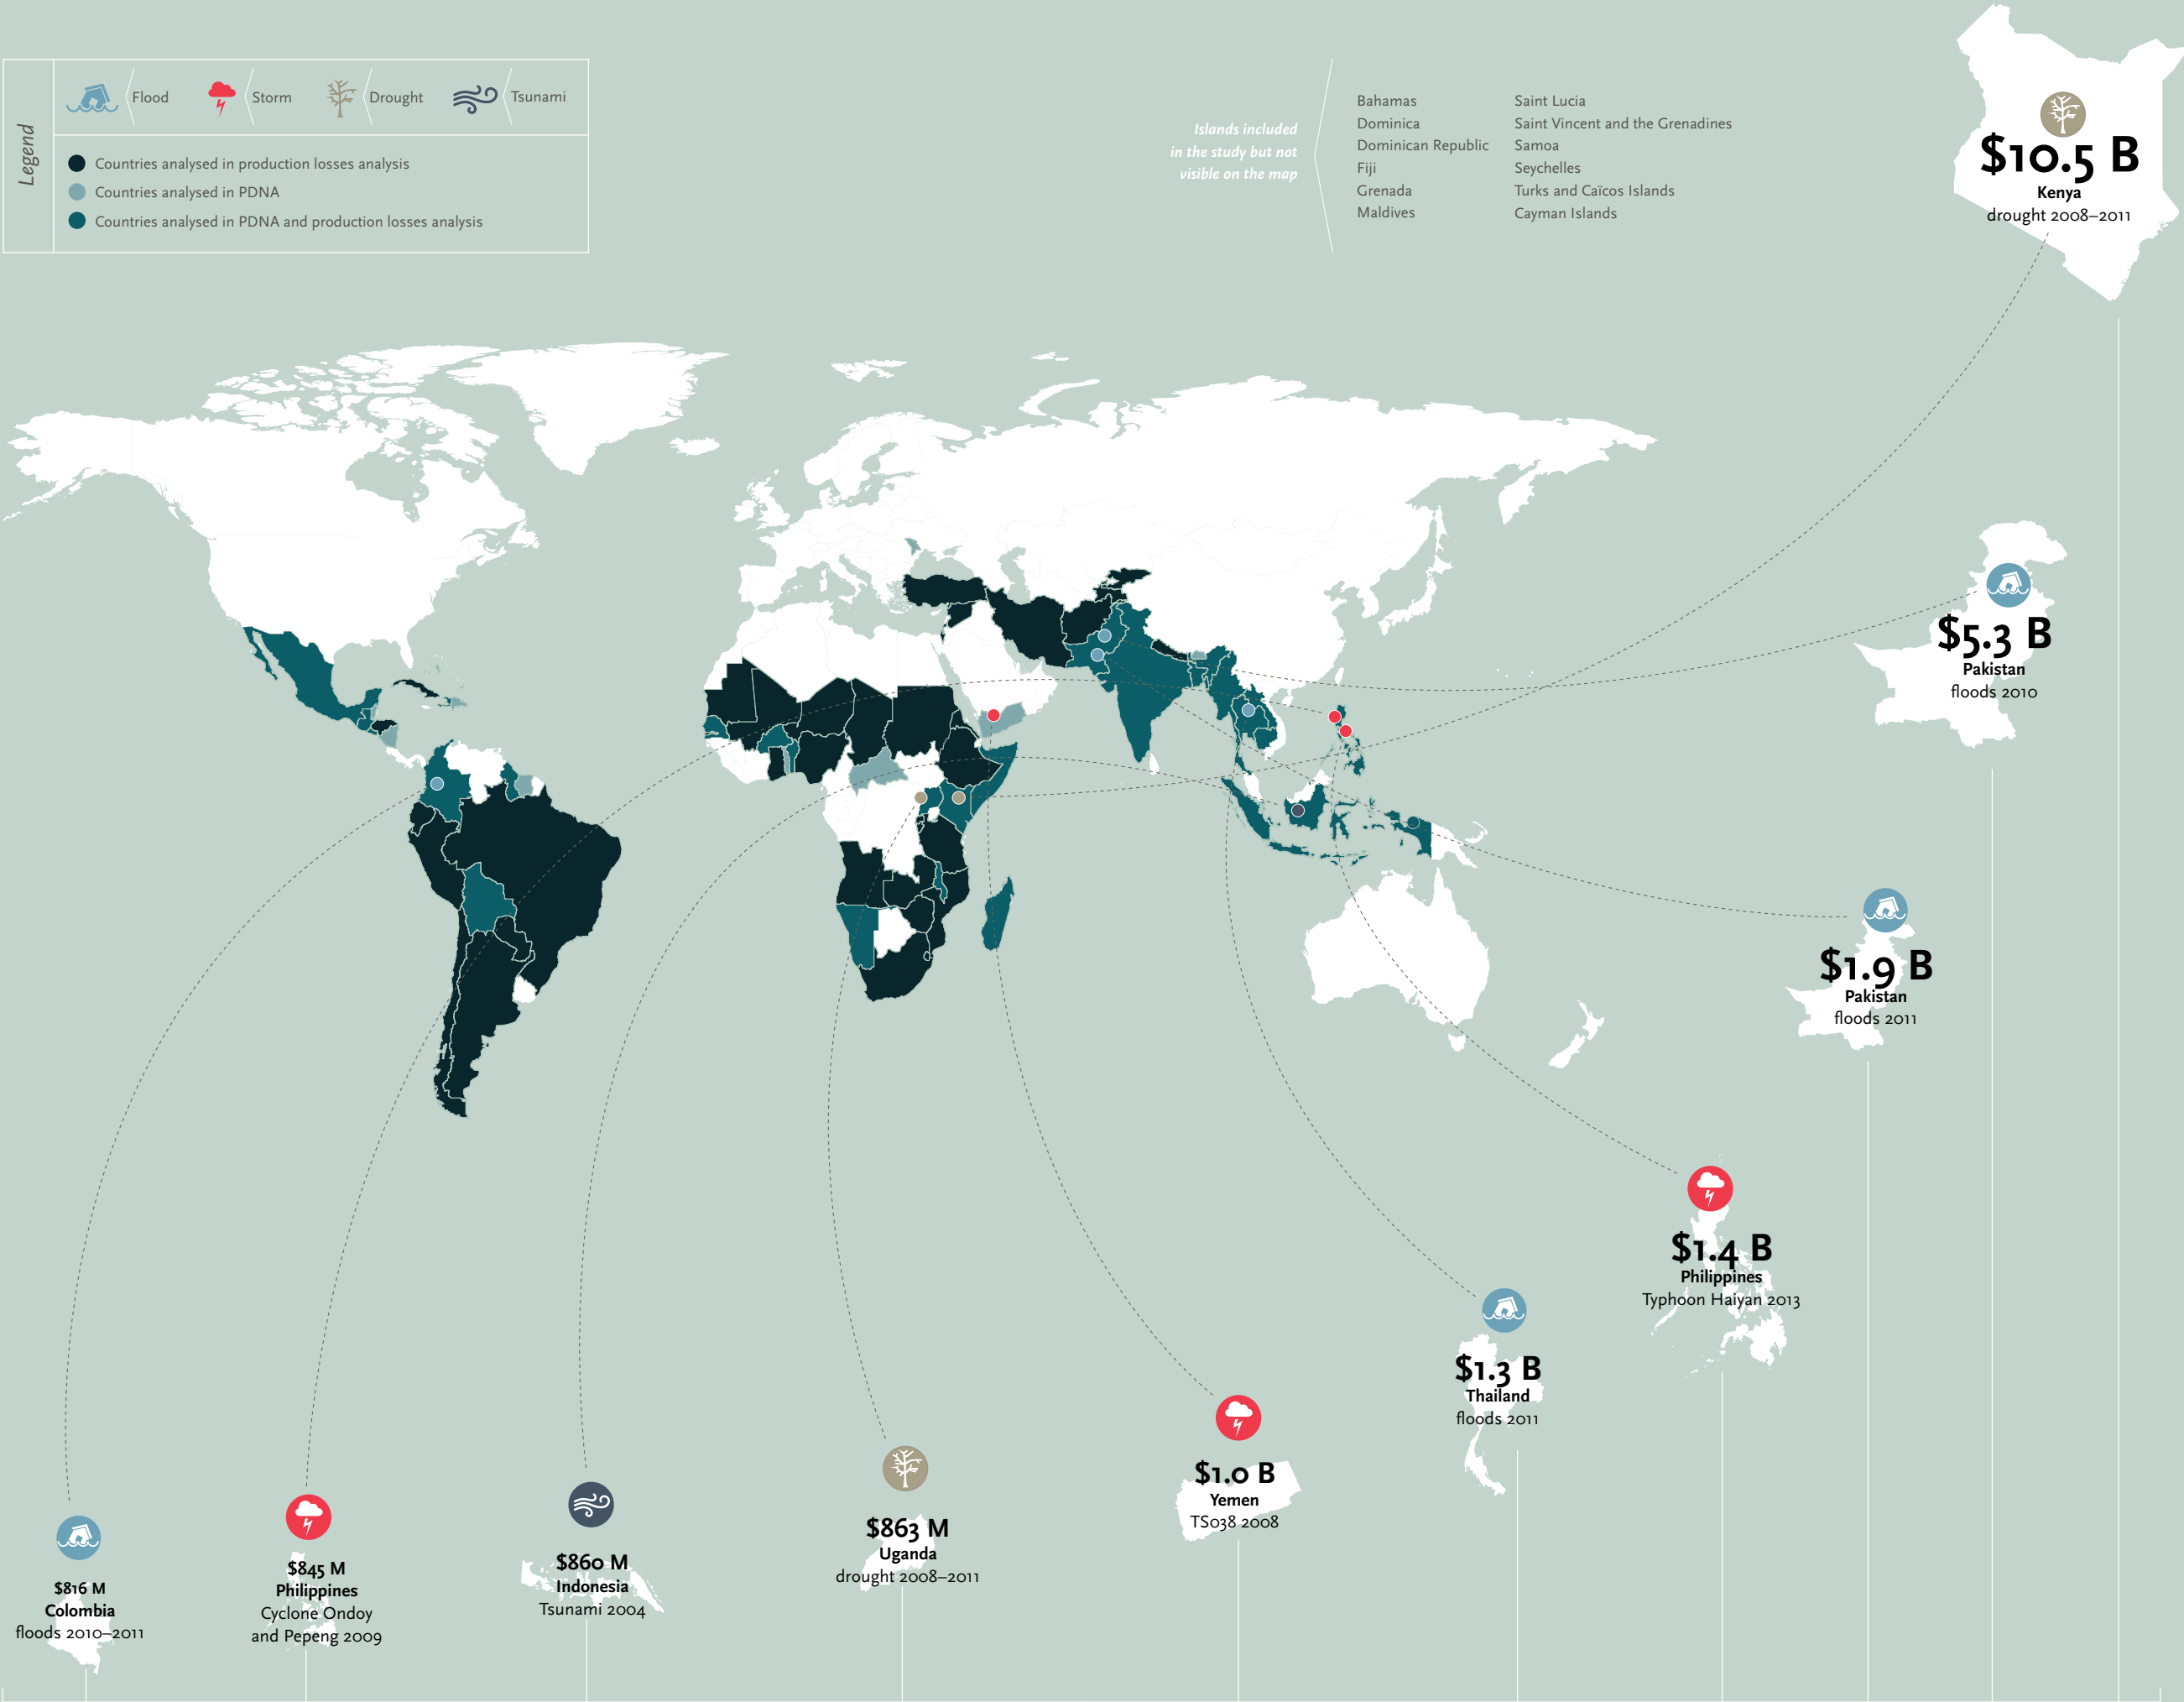 Legend
Flood
Storm
Drought
Tsunami
Countries analysed in production losses analysis
Countries analysed in PDNA
Countries analysed in PDNA and production losses analysis
Islands included
in the study but not
visible on the map
Bahamas
Dominica
Dominican Republic
Fiji
Grenada
Maldives
Saint Lucia
Saint Vincent and the Grenadines
Samoa
Seychelles
Turks and Caïcos Islands
Cayman Islands
$10.5 B
Kenya
drought 2008–2011
$5.3 B
Pakistan
floods 2010
$1.9 B
Pakistan
floods 2011
$1.4 B
Philippines
Typhoon Haiyan 2013
$1.3 B
Thailand
floods 2011
$1.0 B
Yemen
TS038 2008
$863 M
Uganda
drought 2008–2011
$860 M
Indonesia
Tsunami 2004
$845 M
Philippines
Cyclone Ondoy
and Pepeng 2009
$816 M
Colombia
floods 2010–2011